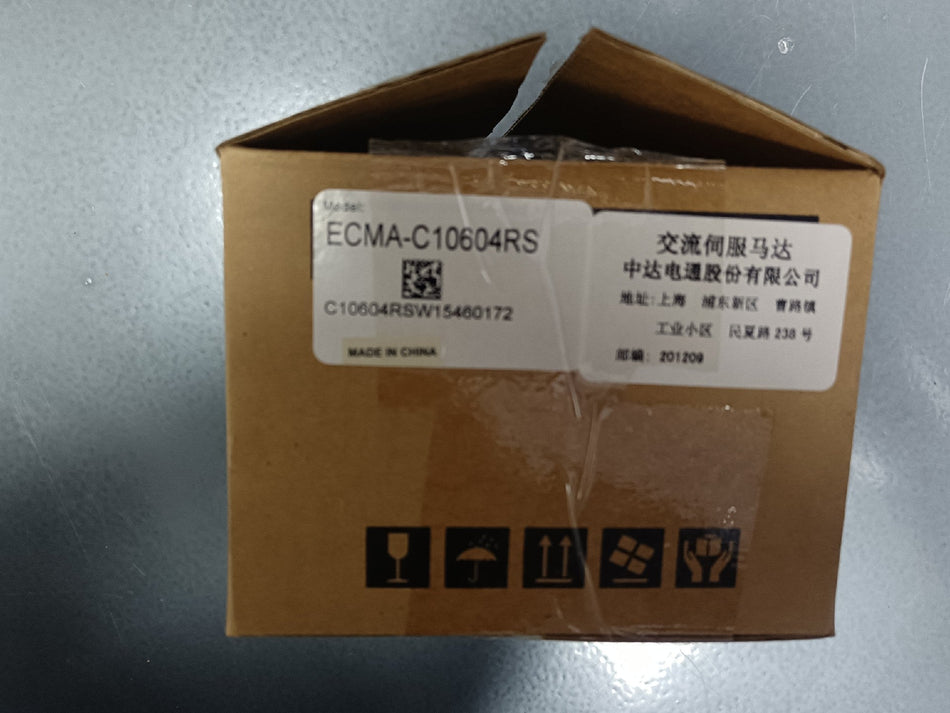 Model:
ECMA-C10604RS
C10604RSW15460172
MADE IN CHINA
交流伺服马达
中达电通股份有限公司
地址:上海 浦东新区 曹路镇
工业小区 民夏路 238 号
邮编: 201209